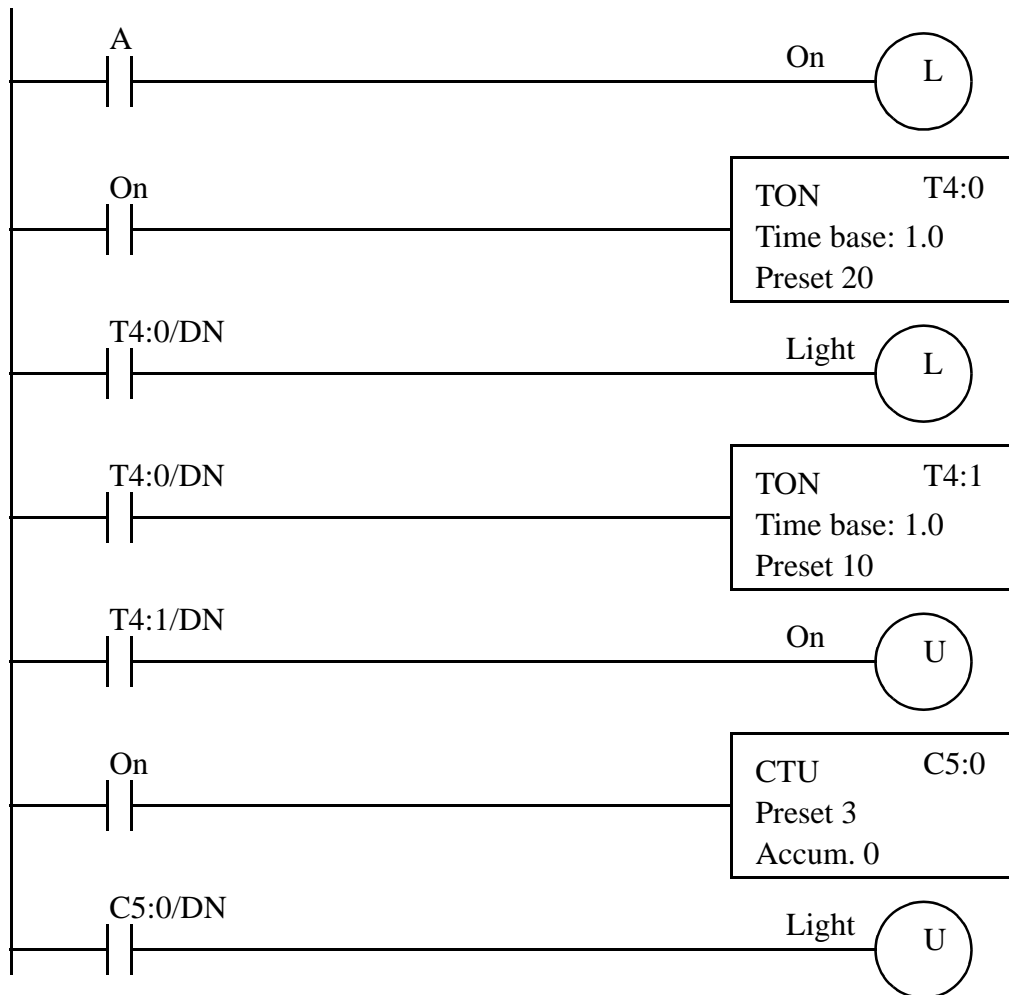 A
On
L
On
TON T4:0
Time base: 1.0
Preset 20
T4:0/DN
Light
L
T4:0/DN
TON T4:1
Time base: 1.0
Preset 10
T4:1/DN
On
U
On
CTU C5:0
Preset 3
Accum. 0
C5:0/DN
Light
U